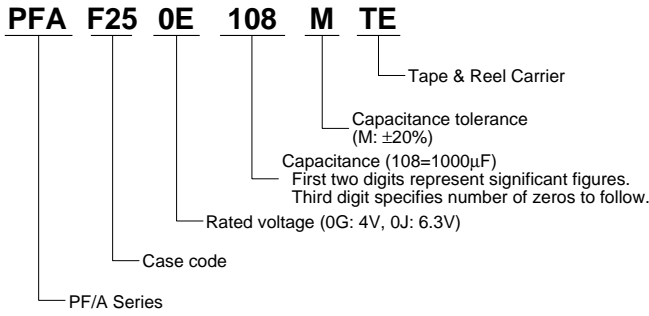 PFA F25 0E 108 M TE
Tape & Reel Carrier
Capacitance tolerance
(M: ±20%)
Capacitance (108=1000μF)
First two digits represent significant figures.
Third digit specifies number of zeros to follow.
Rated voltage (0G: 4V, 0J: 6.3V)
Case code
PF/A Series